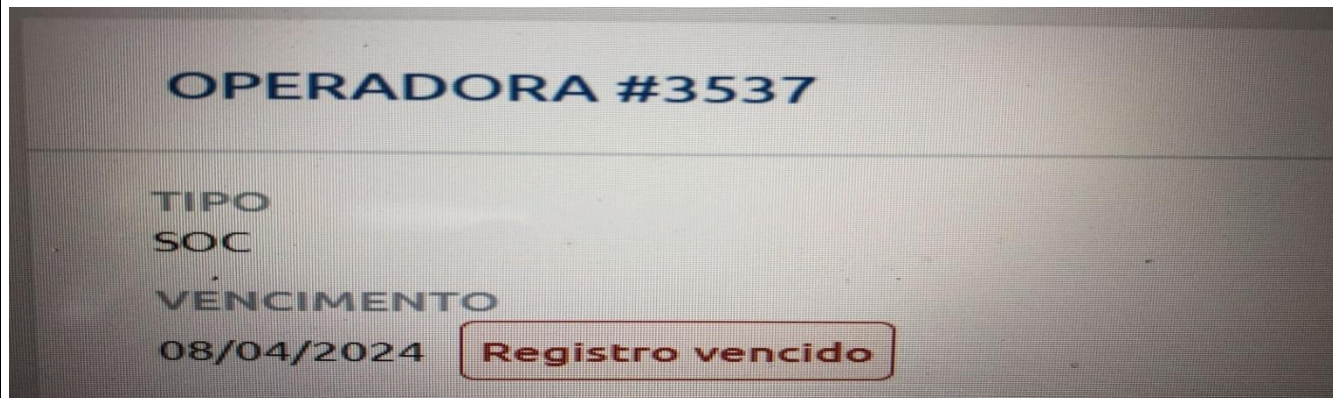 OPERADORA #3537
TIPO
SOC
VENCIMENTO
08/04/2024 Registro vencido